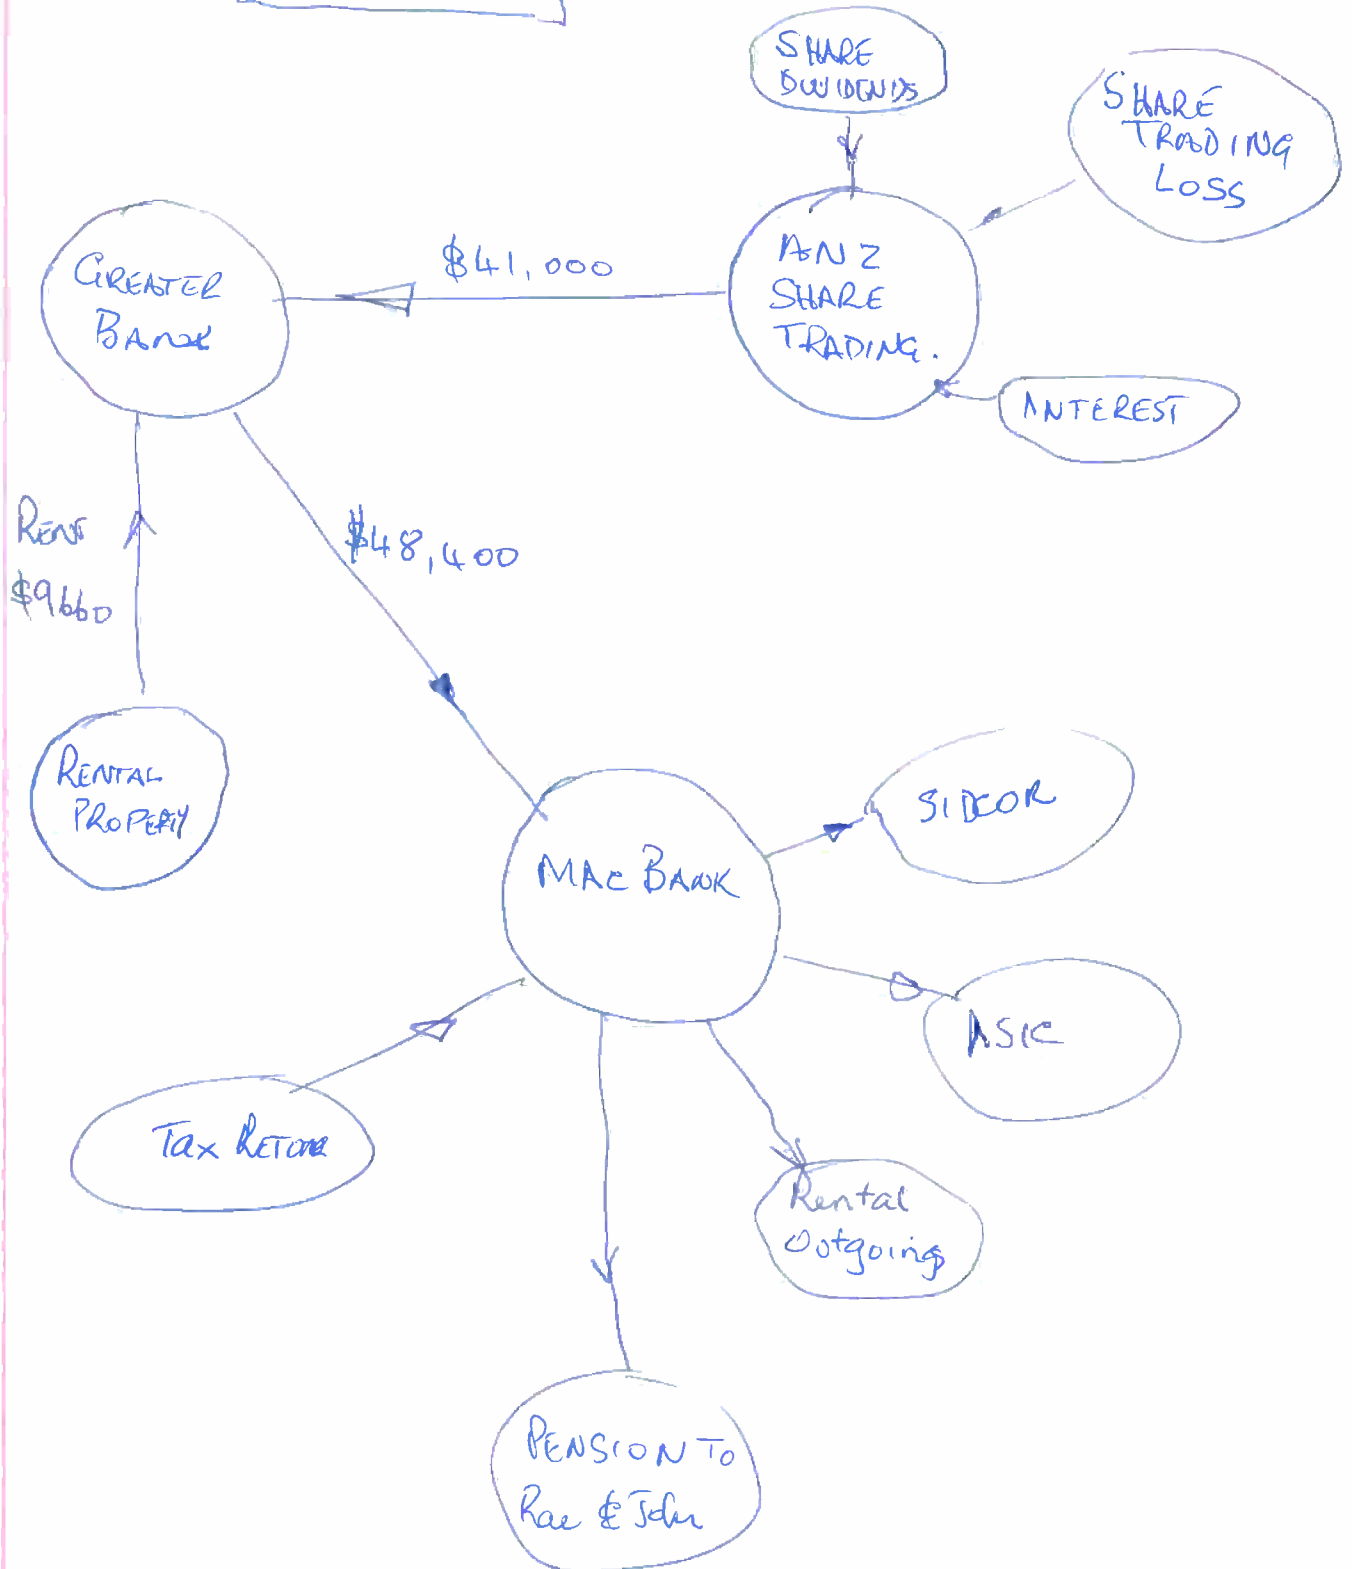 SHARE
DIVIDENDS
SHARE
TRADING
LOSS
GREATER
BANK
$41,000
ANZ
SHARE
TRADING.
INTEREST
RENT
$9660
$48,400
RENTAL
PROPERTY
SIDCOR
MAC BANK
ASIC
TAX RETURN
Rental
Outgoings
PENSION TO
Rae & John